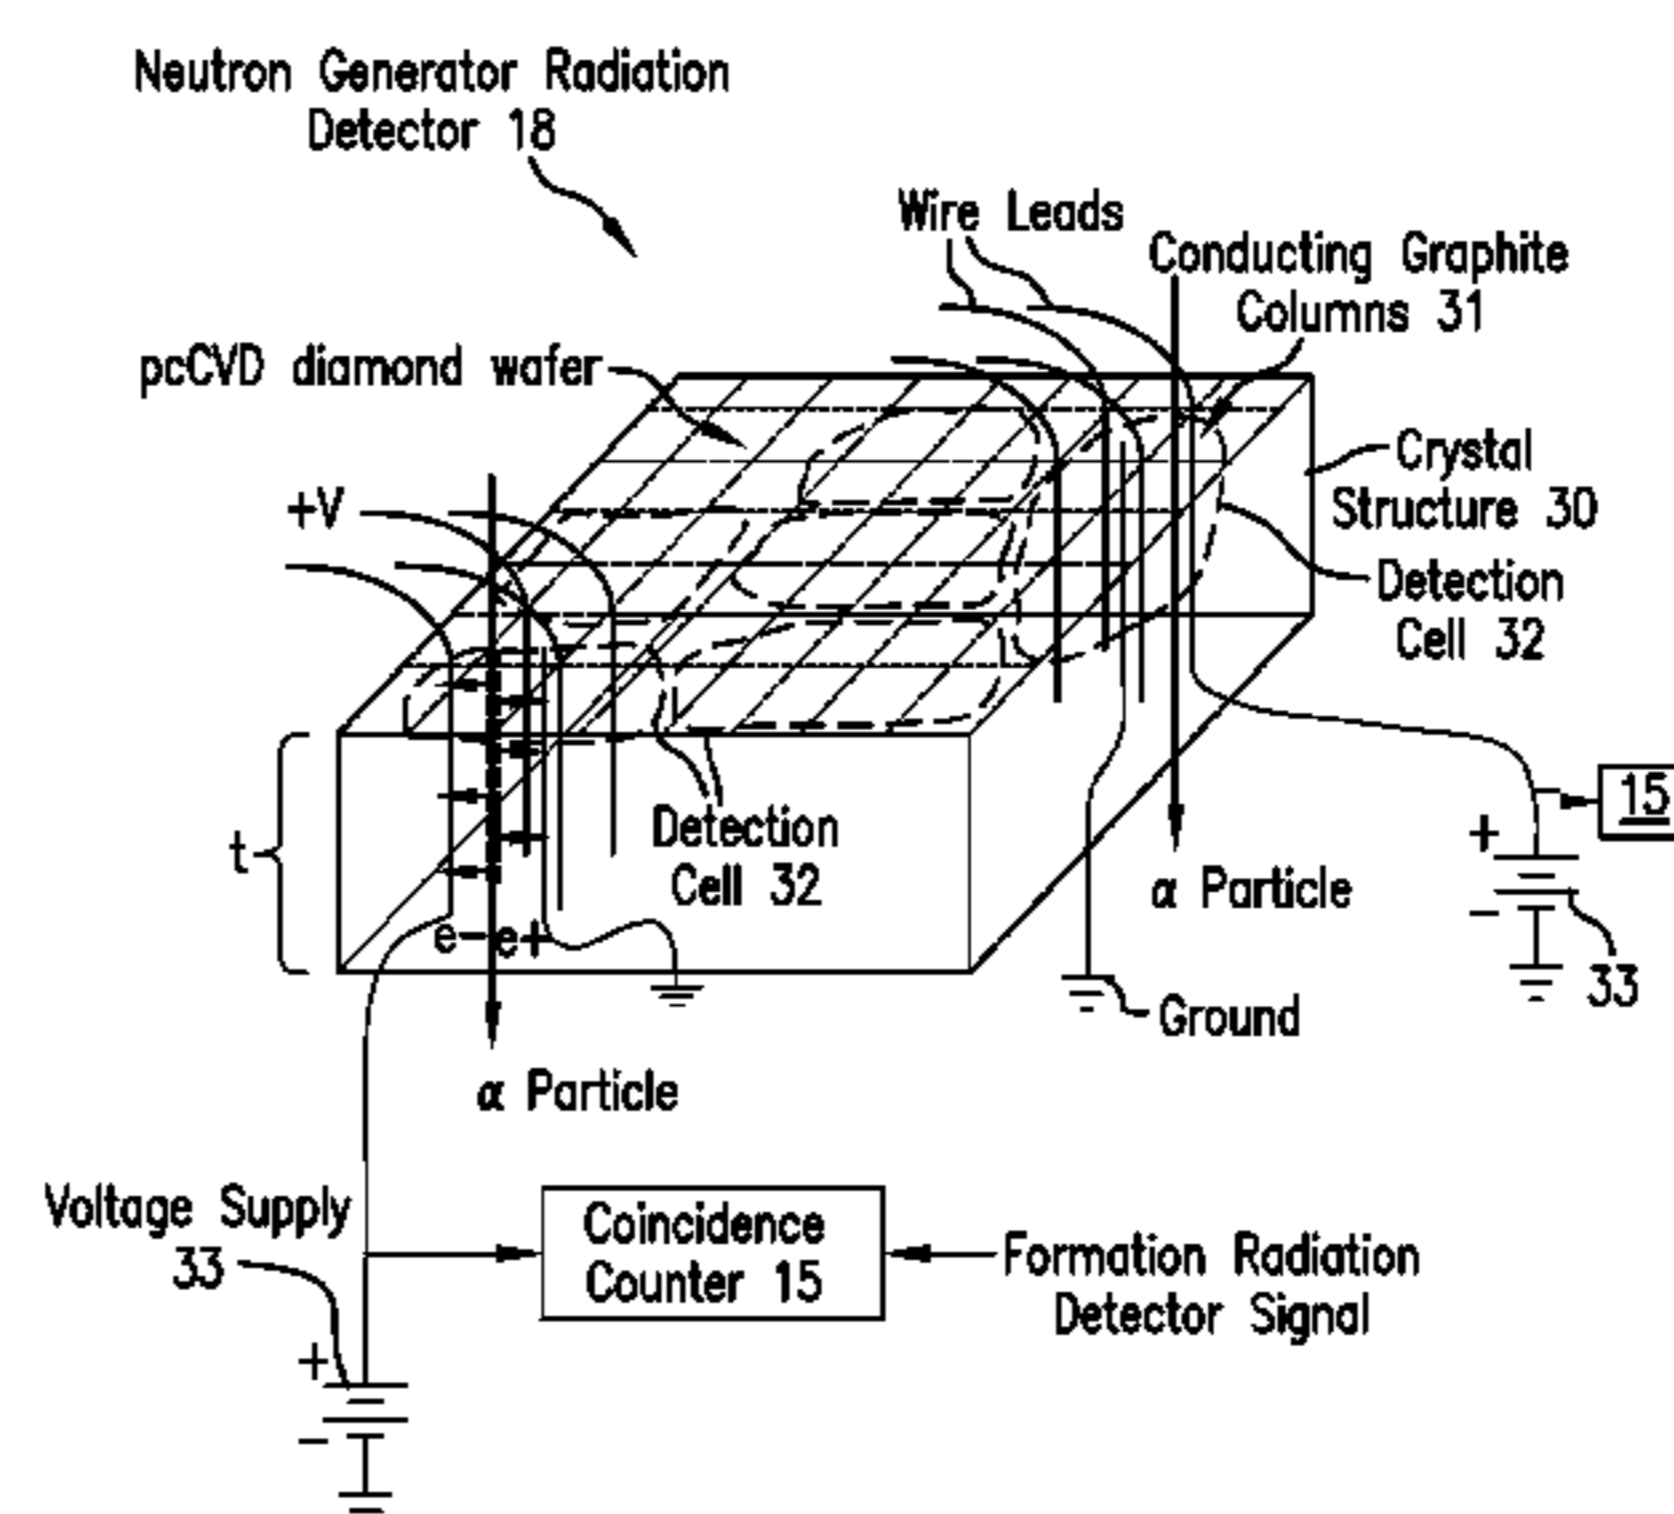 Neutron Generator Radiation
Detector 18
Wire Leads
Conducting Graphite
Columns 31
pcCVD diamond wafer
Crystal
Structure 30
+V
Detection
Cell 32
15
t
Detection
Cell 32
+
α Particle
−
e− e+
33
Ground
α Particle
Voltage Supply
33
Coincidence
Counter 15
Formation Radiation
Detector Signal
+
−